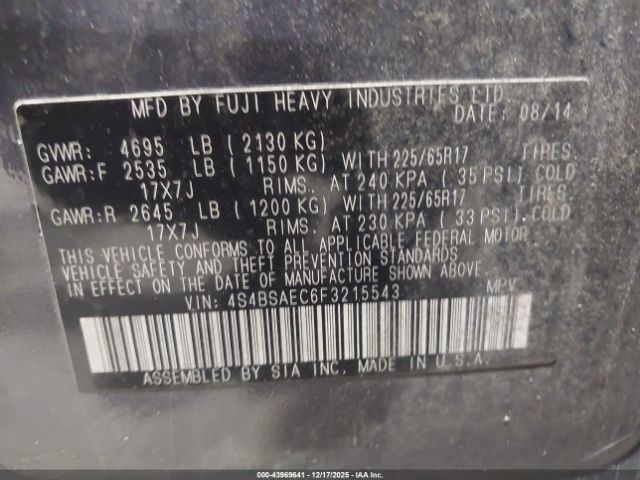 MFD BY FUJI HEAVY INDUSTRIES LTD
DATE: 08/14
GVWR: 4695 LB ( 2130 KG)
GAWR:F 2535 LB ( 1150 KG) WITH 225/65R17 TIRES,
17X7J RIMS, AT 240 KPA ( 35 PSI) COLD
GAWR:R 2645 LB ( 1200 KG) WITH 225/65R17 TIRES,
17X7J RIMS, AT 230 KPA ( 33 PSI) COLD
THIS VEHICLE CONFORMS TO ALL APPLICABLE FEDERAL MOTOR
VEHICLE SAFETY AND THEFT PREVENTION STANDARDS
IN EFFECT ON THE DATE OF MANUFACTURE SHOWN ABOVE.
VIN: 4S4BSAEC6F3215543 MPV
ASSEMBLED BY SIA INC. MADE IN U.S.A.
000-43969641 - 12/17/2025 - IAAI.COM